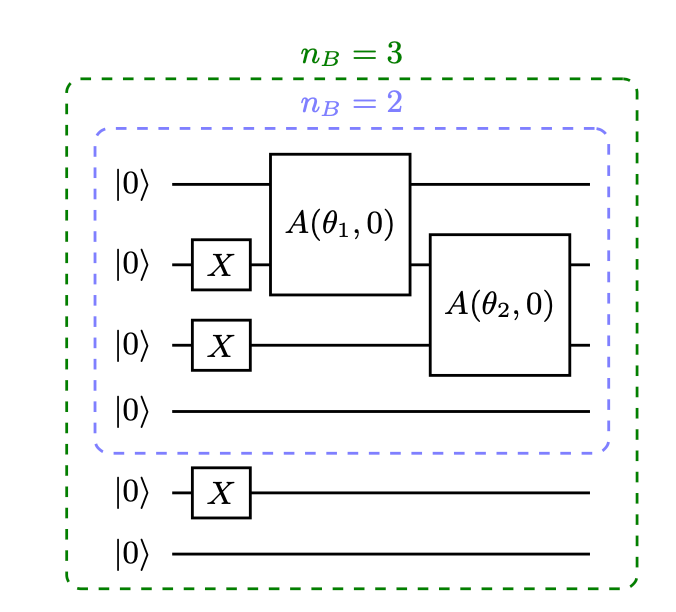 n_B = 3
n_B = 2
|0⟩
A(θ₁, 0)
|0⟩ X
A(θ₂, 0)
|0⟩ X
|0⟩
|0⟩ X
|0⟩